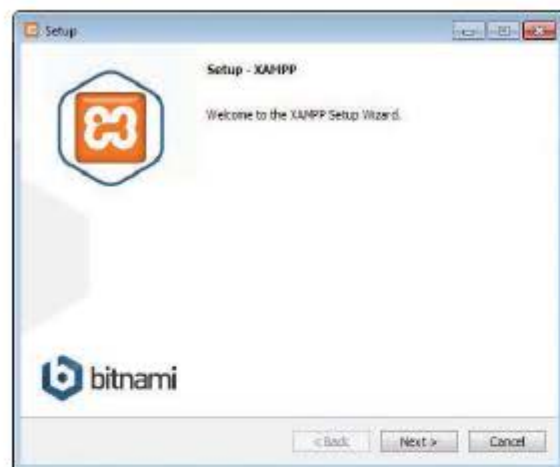 Setup
Setup - XAMPP
Welcome to the XAMPP Setup Wizard.
bitnami
< Back
Next >
Cancel